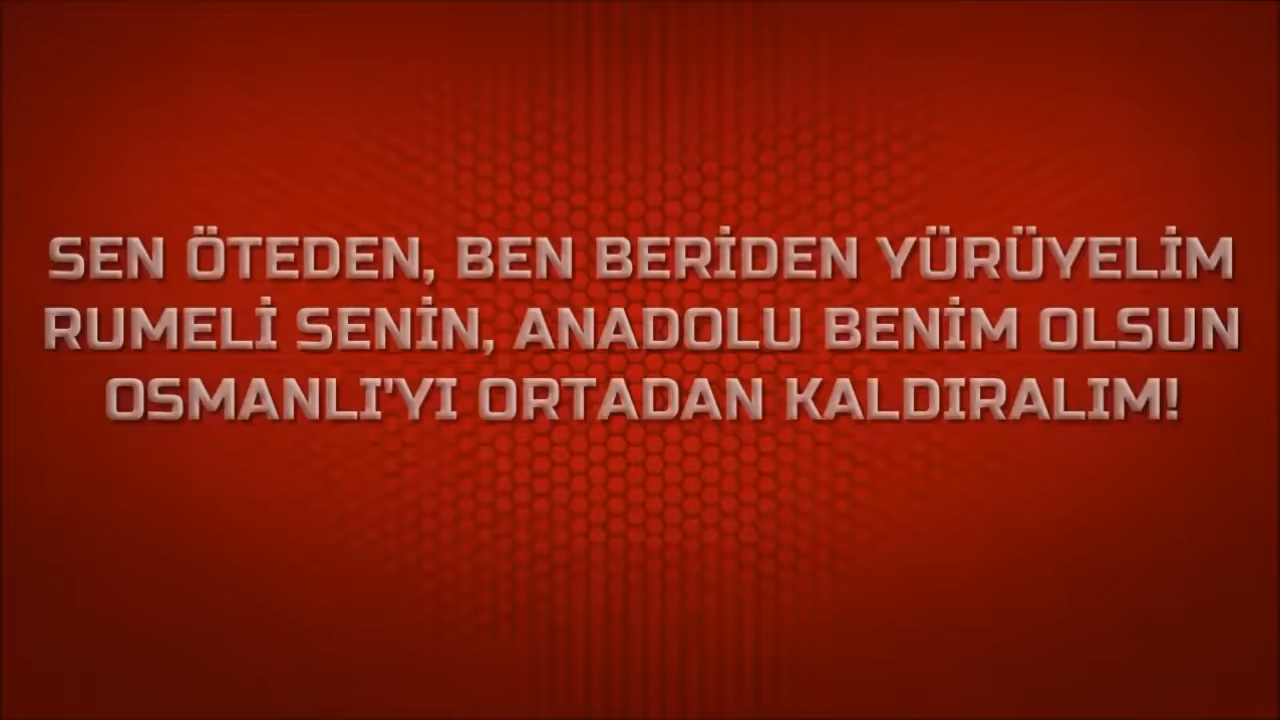 SEN ÖTEDEN, BEN BERİDEN YÜRÜYELİM
RUMELİ SENİN, ANADOLU BENİM OLSUN
OSMANLI'YI ORTADAN KALDIRALIM!